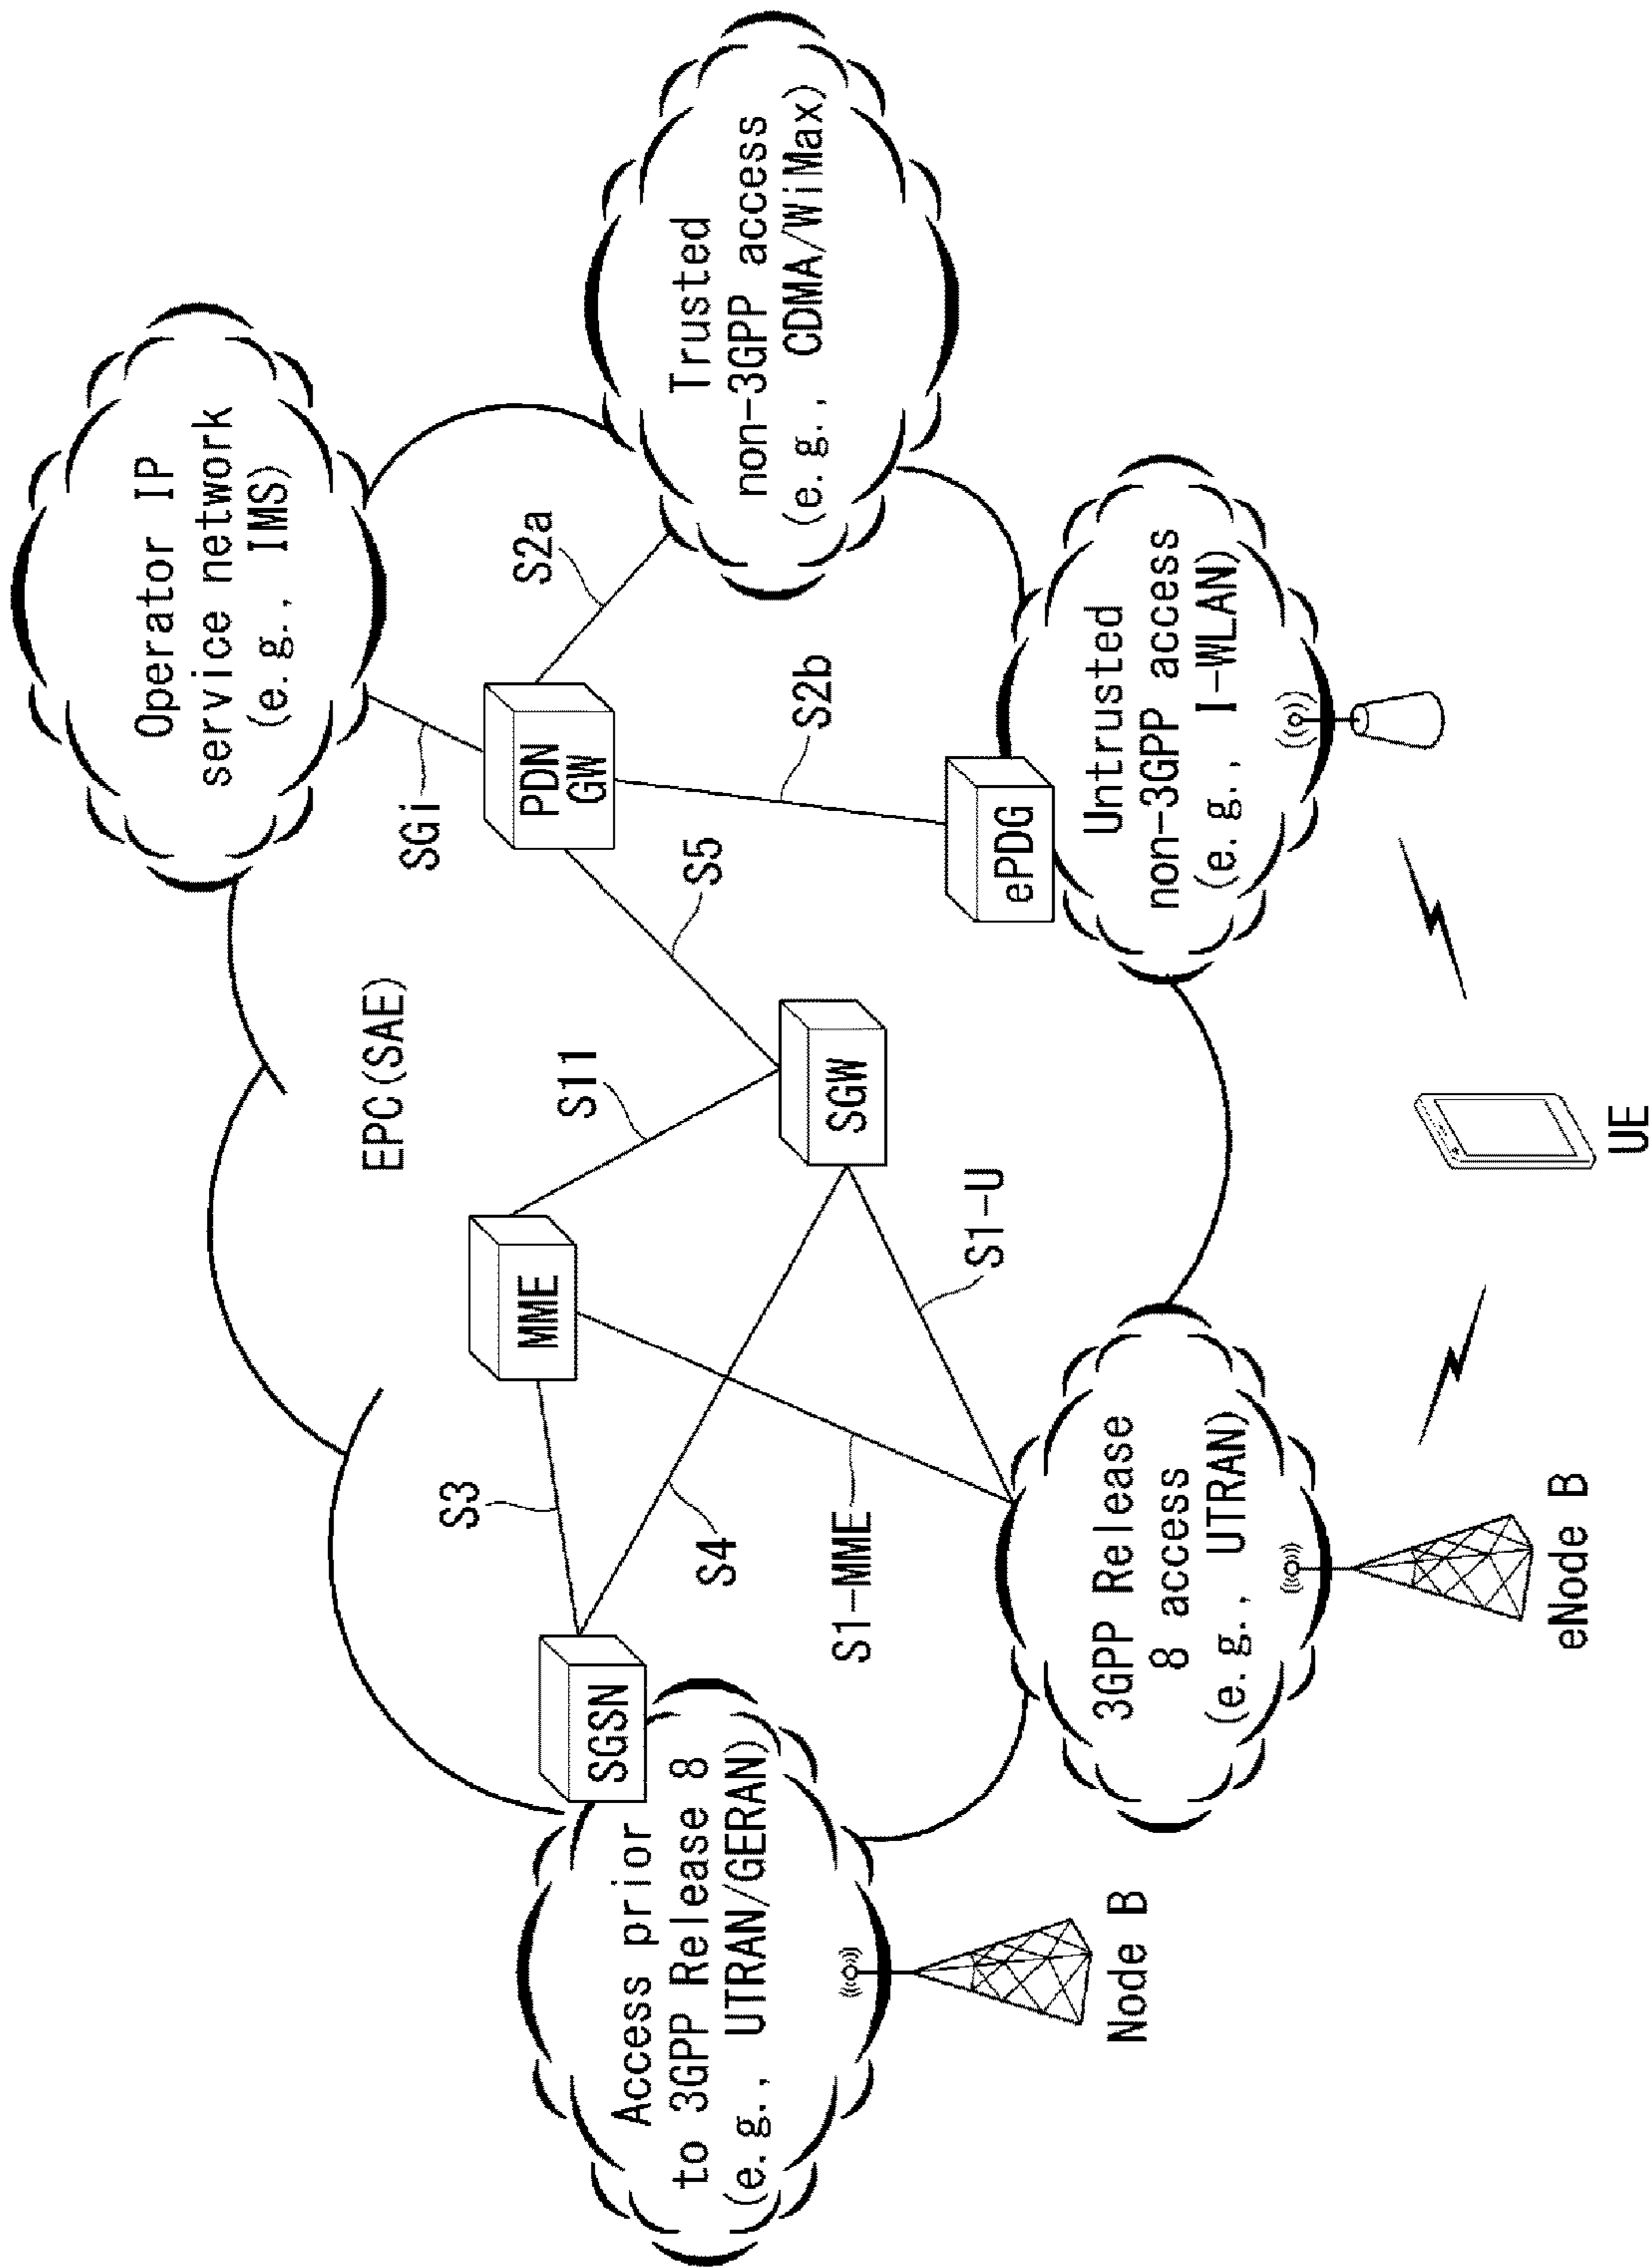 Operator IP
service network
(e.g., IMS)
EPC(SAE)
SGi
S2a
PDN
GW
Trusted
non-3GPP access
(e.g., CDMA/WiMax)
S3
MME
S11
S5
S2b
SGSN
S4
SGW
ePDG
S1-MME
S1-U
Access prior
to 3GPP Release 8
(e.g., UTRAN/GERAN)
Node B
3GPP Release
8 access
(e.g., UTRAN)
eNode B
Untrusted
non-3GPP access
(e.g., I-WLAN)
UE